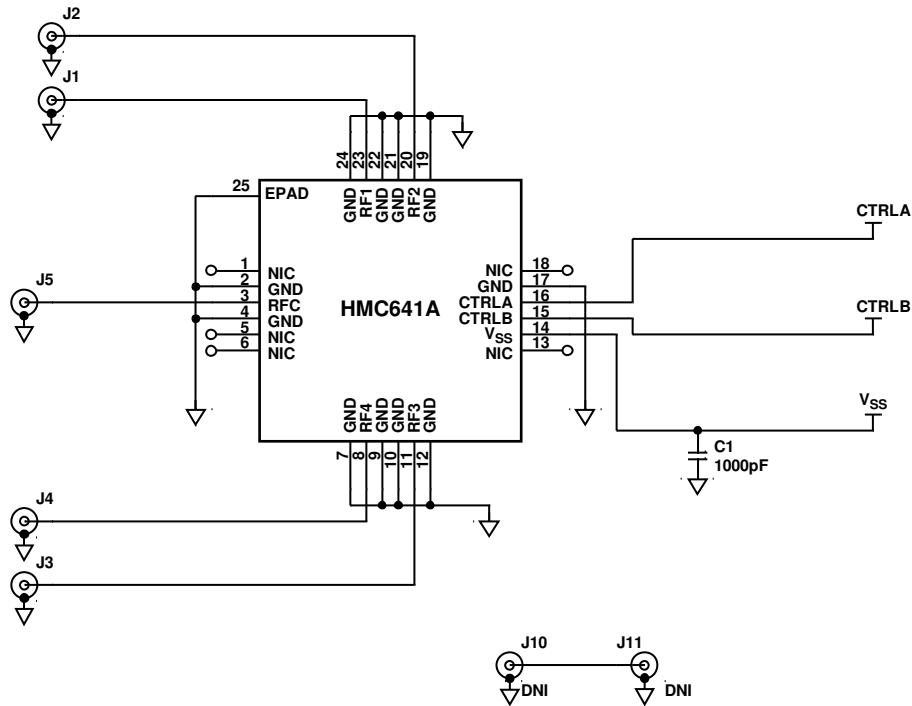 J2
J1
24
23
22
21
20
19
25
EPAD
GND
RF1
GND
GND
RF2
GND
CTRLA
1
NIC
NIC
18
2
GND
GND
17
J5
3
RFC
HMC641A
CTRLA
16
4
GND
CTRLB
15
CTRLB
5
NIC
VSS
14
6
NIC
NIC
13
VSS
GND
RF4
GND
GND
RF3
GND
7
8
9
10
11
12
C1
1000pF
J4
J3
J10
J11
DNI
DNI